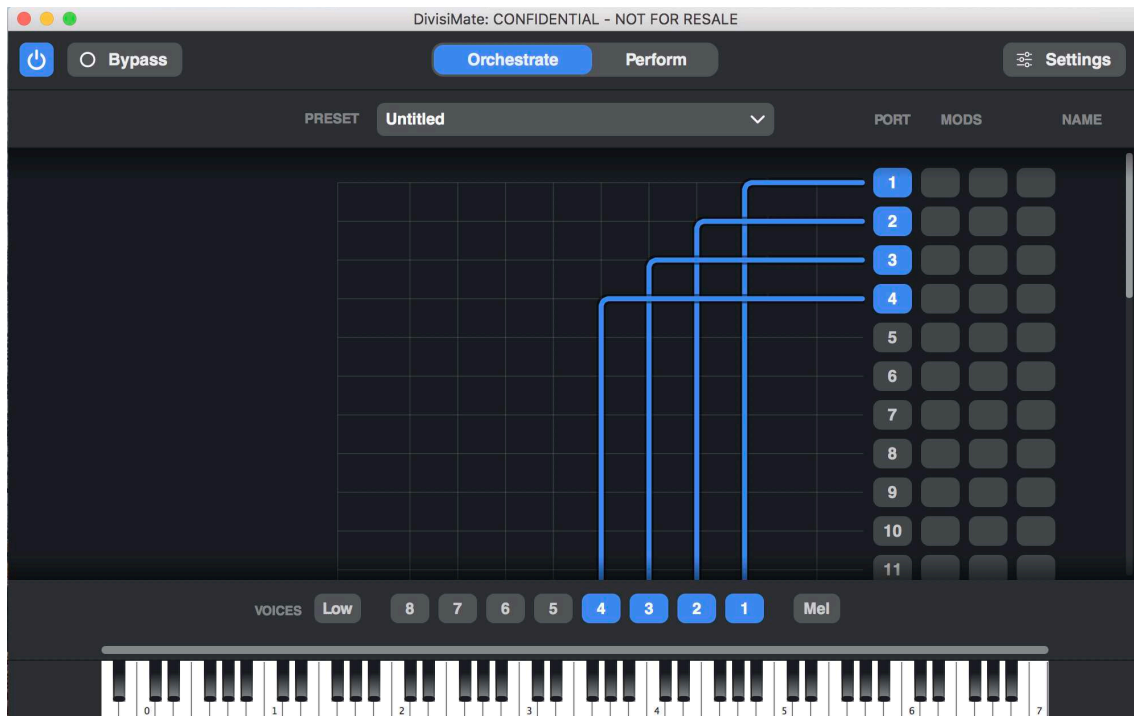 DivisiMate: CONFIDENTIAL - NOT FOR RESALE
Bypass Orchestrate Perform Settings
PRESET Untitled PORT MODS NAME
1
2
3
4
5
6
7
8
9
10
11
VOICES Low 8 7 6 5 4 3 2 1 Mel
0 1 2 3 4 5 6 7